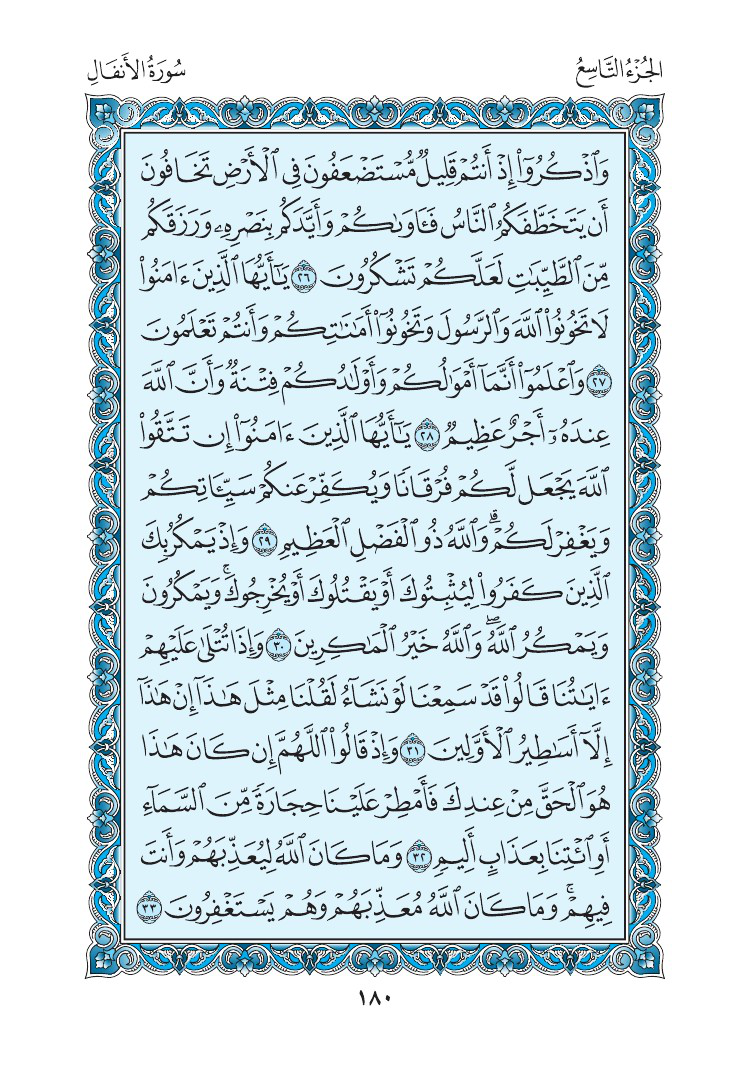 الجُزْءُ التَّاسِعُ
سُورَةُ الأَنفَالِ
وَٱذْكُرُوٓا۟ إِذْ أَنتُمْ قَلِيلٌ مُّسْتَضْعَفُونَ فِى ٱلْأَرْضِ تَخَافُونَ
أَن يَتَخَطَّفَكُمُ ٱلنَّاسُ فَـَٔاوَىٰكُمْ وَأَيَّدَكُم بِنَصْرِهِۦ وَرَزَقَكُم
مِّنَ ٱلطَّيِّبَـٰتِ لَعَلَّكُمْ تَشْكُرُونَ ٢٦ يَـٰٓأَيُّهَا ٱلَّذِينَ ءَامَنُوا۟
لَا تَخُونُوا۟ ٱللَّهَ وَٱلرَّسُولَ وَتَخُونُوٓا۟ أَمَـٰنَـٰتِكُمْ وَأَنتُمْ تَعْلَمُونَ
٢٧ وَٱعْلَمُوٓا۟ أَنَّمَآ أَمْوَٰلُكُمْ وَأَوْلَـٰدُكُمْ فِتْنَةٌ وَأَنَّ ٱللَّهَ
عِندَهُۥٓ أَجْرٌ عَظِيمٌ ٢٨ يَـٰٓأَيُّهَا ٱلَّذِينَ ءَامَنُوٓا۟ إِن تَتَّقُوا۟
ٱللَّهَ يَجْعَل لَّكُمْ فُرْقَانًا وَيُكَفِّرْ عَنكُمْ سَيِّـَٔاتِكُمْ
وَيَغْفِرْ لَكُمْ ۗ وَٱللَّهُ ذُو ٱلْفَضْلِ ٱلْعَظِيمِ ٢٩ وَإِذْ يَمْكُرُ بِكَ
ٱلَّذِينَ كَفَرُوا۟ لِيُثْبِتُوكَ أَوْ يَقْتُلُوكَ أَوْ يُخْرِجُوكَ ۚ وَيَمْكُرُونَ
وَيَمْكُرُ ٱللَّهُ ۖ وَٱللَّهُ خَيْرُ ٱلْمَـٰكِرِينَ ٣٠ وَإِذَا تُتْلَىٰ عَلَيْهِمْ
ءَايَـٰتُنَا قَالُوا۟ قَدْ سَمِعْنَا لَوْ نَشَآءُ لَقُلْنَا مِثْلَ هَـٰذَآ إِنْ هَـٰذَآ
إِلَّآ أَسَـٰطِيرُ ٱلْأَوَّلِينَ ٣١ وَإِذْ قَالُوا۟ ٱللَّهُمَّ إِن كَانَ هَـٰذَا
هُوَ ٱلْحَقَّ مِنْ عِندِكَ فَأَمْطِرْ عَلَيْنَا حِجَارَةً مِّنَ ٱلسَّمَآءِ
أَوِ ٱئْتِنَا بِعَذَابٍ أَلِيمٍ ٣٢ وَمَا كَانَ ٱللَّهُ لِيُعَذِّبَهُمْ وَأَنتَ
فِيهِمْ ۚ وَمَا كَانَ ٱللَّهُ مُعَذِّبَهُمْ وَهُمْ يَسْتَغْفِرُونَ ٣٣
١٨٠